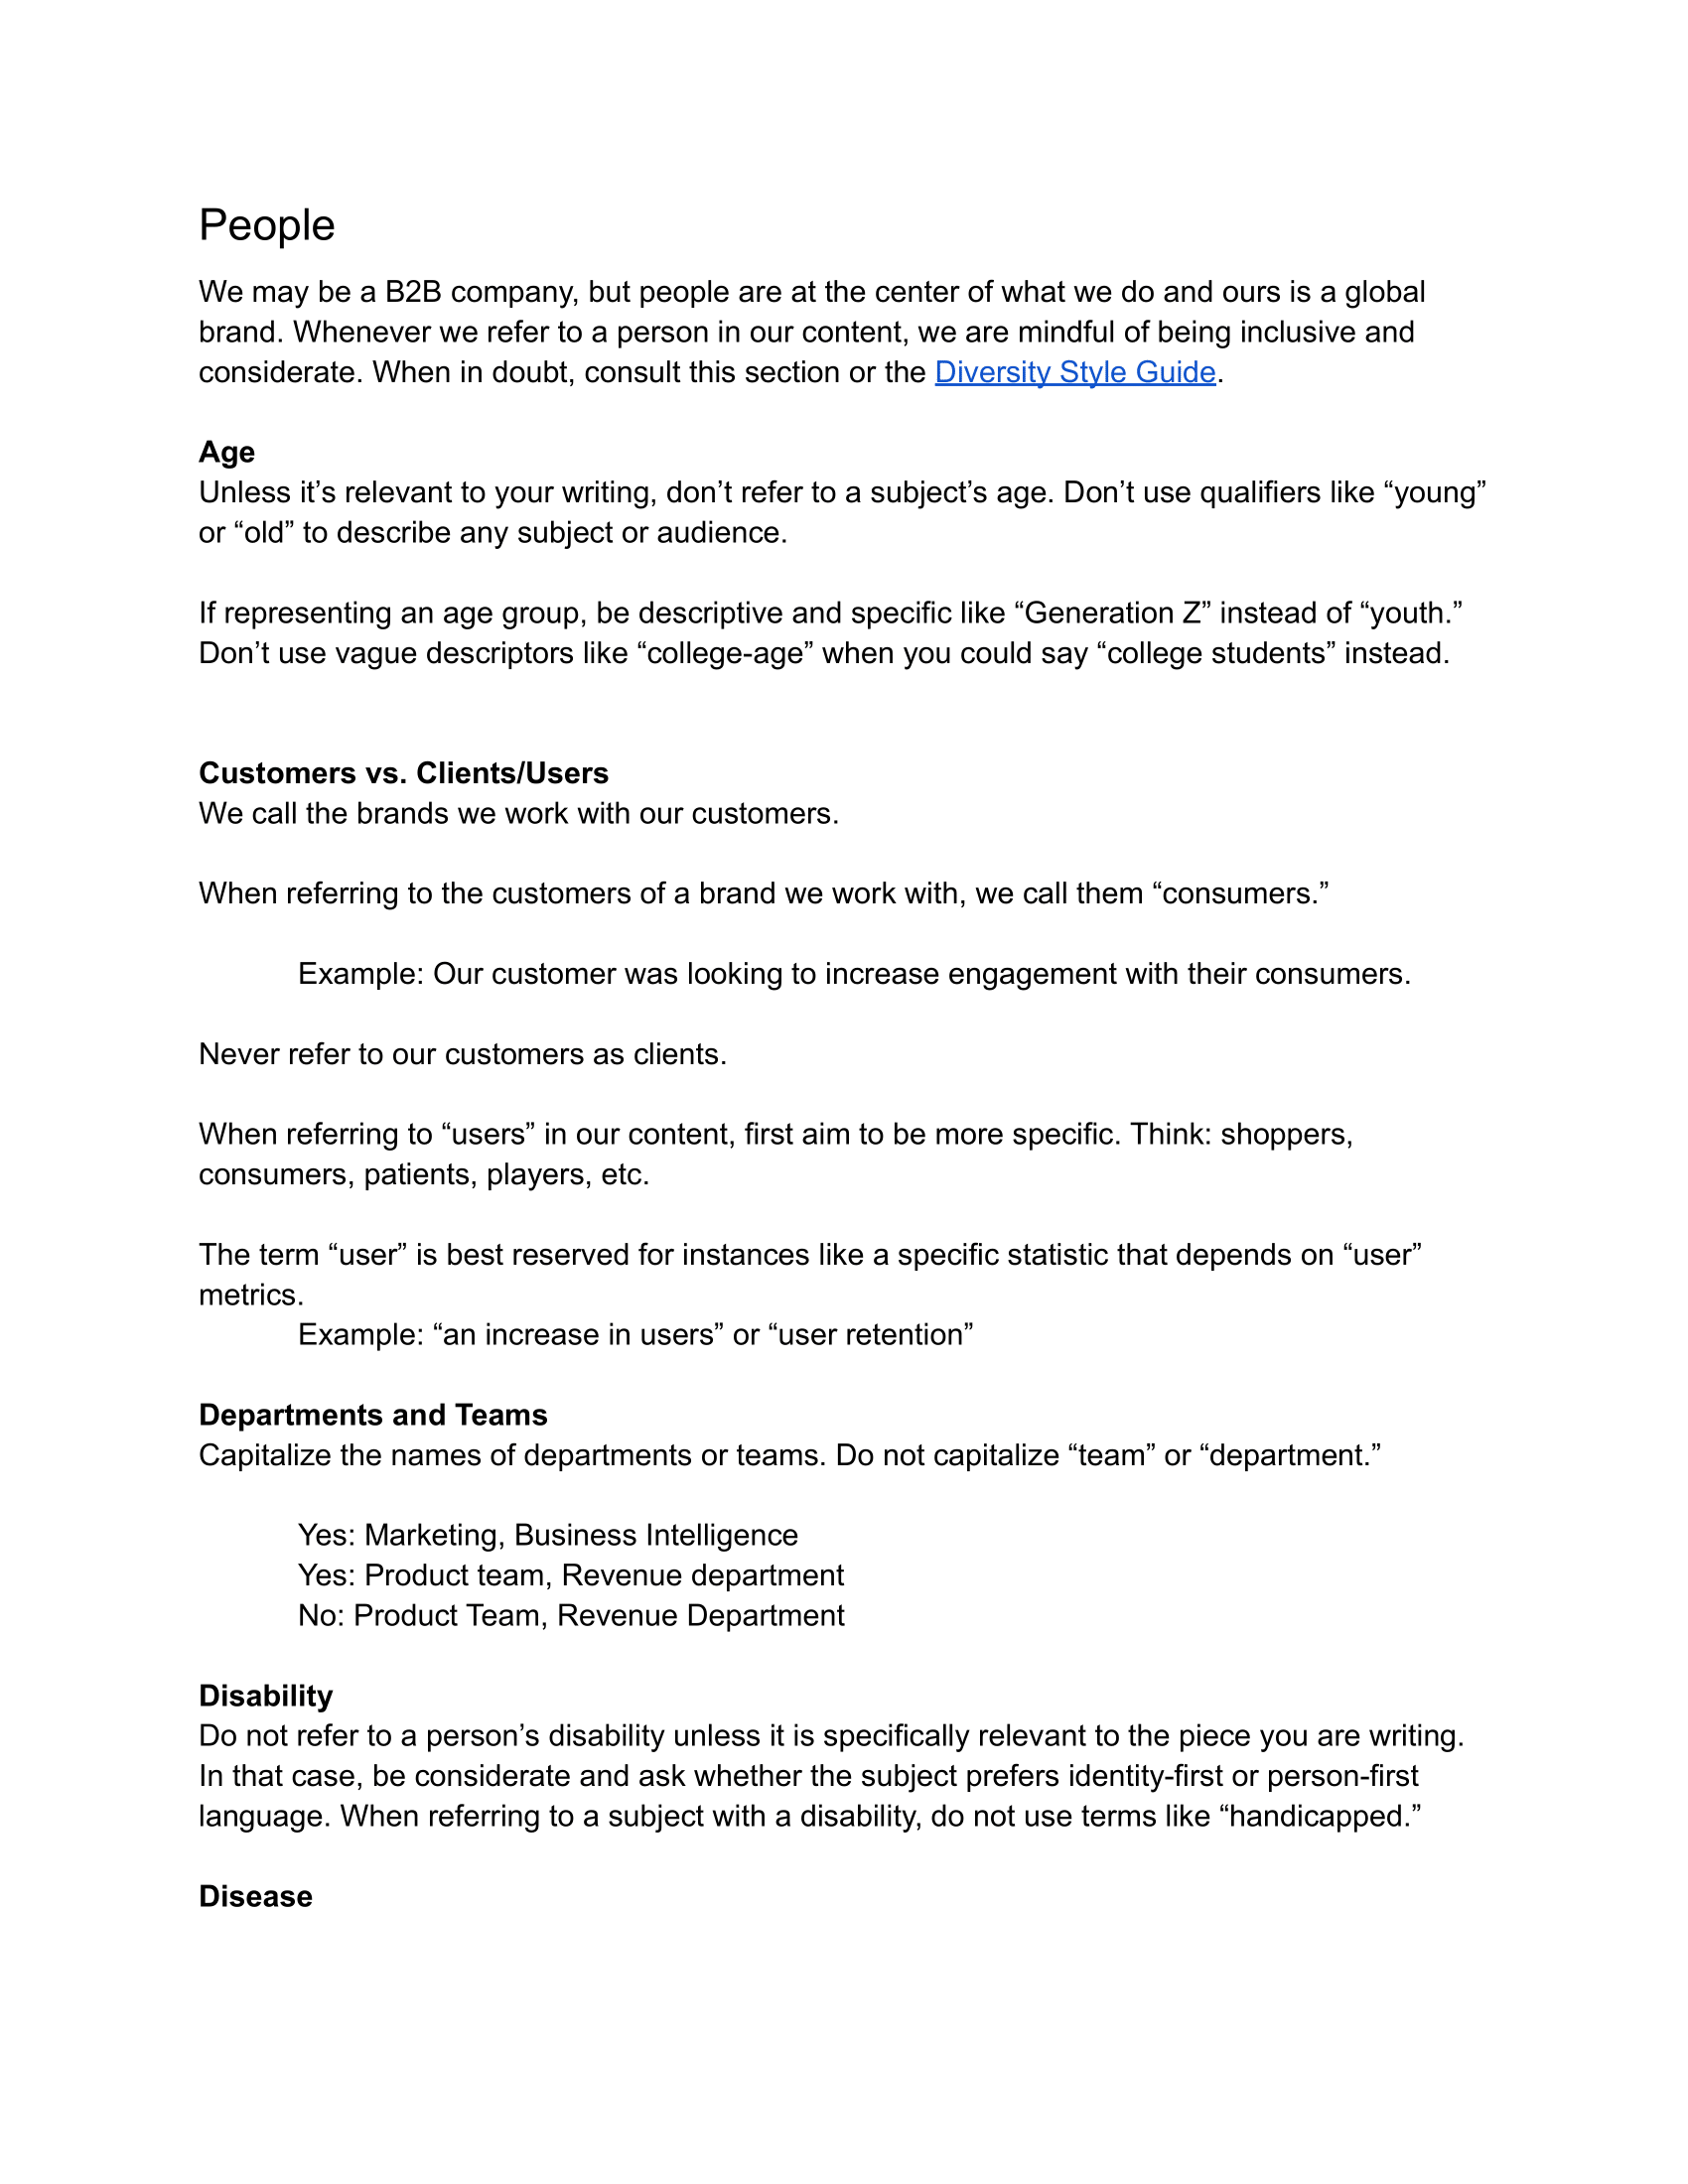 People
We may be a B2B company, but people are at the center of what we do and ours is a global
brand. Whenever we refer to a person in our content, we are mindful of being inclusive and
considerate. When in doubt, consult this section or the Diversity Style Guide.
Age
Unless it’s relevant to your writing, don’t refer to a subject’s age. Don’t use qualifiers like “young”
or “old” to describe any subject or audience.
If representing an age group, be descriptive and specific like “Generation Z” instead of “youth.”
Don’t use vague descriptors like “college-age” when you could say “college students” instead.
Customers vs. Clients/Users
We call the brands we work with our customers.
When referring to the customers of a brand we work with, we call them “consumers.”
Example: Our customer was looking to increase engagement with their consumers.
Never refer to our customers as clients.
When referring to “users” in our content, first aim to be more specific. Think: shoppers,
consumers, patients, players, etc.
The term “user” is best reserved for instances like a specific statistic that depends on “user”
metrics.
Example: “an increase in users” or “user retention”
Departments and Teams
Capitalize the names of departments or teams. Do not capitalize “team” or “department.”
Yes: Marketing, Business Intelligence
Yes: Product team, Revenue department
No: Product Team, Revenue Department
Disability
Do not refer to a person’s disability unless it is specifically relevant to the piece you are writing.
In that case, be considerate and ask whether the subject prefers identity-first or person-first
language. When referring to a subject with a disability, do not use terms like “handicapped.”
Disease